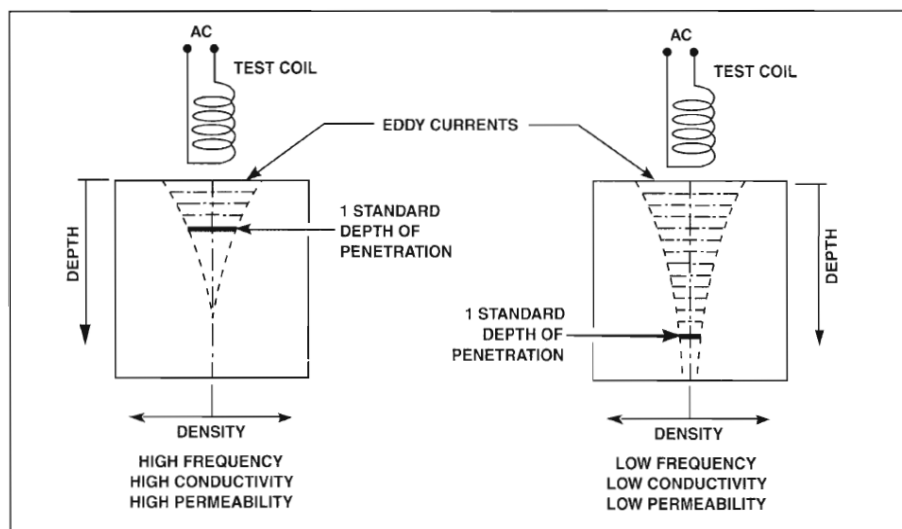 AC
TEST COIL
EDDY CURRENTS
DEPTH
1 STANDARD
DEPTH OF
PENETRATION
DENSITY
HIGH FREQUENCY
HIGH CONDUCTIVITY
HIGH PERMEABILITY
AC
TEST COIL
DEPTH
1 STANDARD
DEPTH OF
PENETRATION
DENSITY
LOW FREQUENCY
LOW CONDUCTIVITY
LOW PERMEABILITY